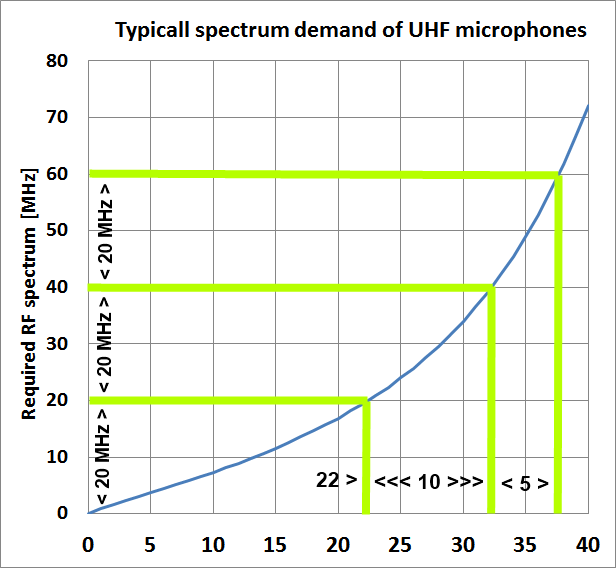 Typicall spectrum demand of UHF microphones
80
70
60
50
40
30
20
10
0
Required RF spectrum [MHz]
< 20 MHz > < 20 MHz > < 20 MHz >
22 > <<< 10 >>> < 5 >
0 5 10 15 20 25 30 35 40